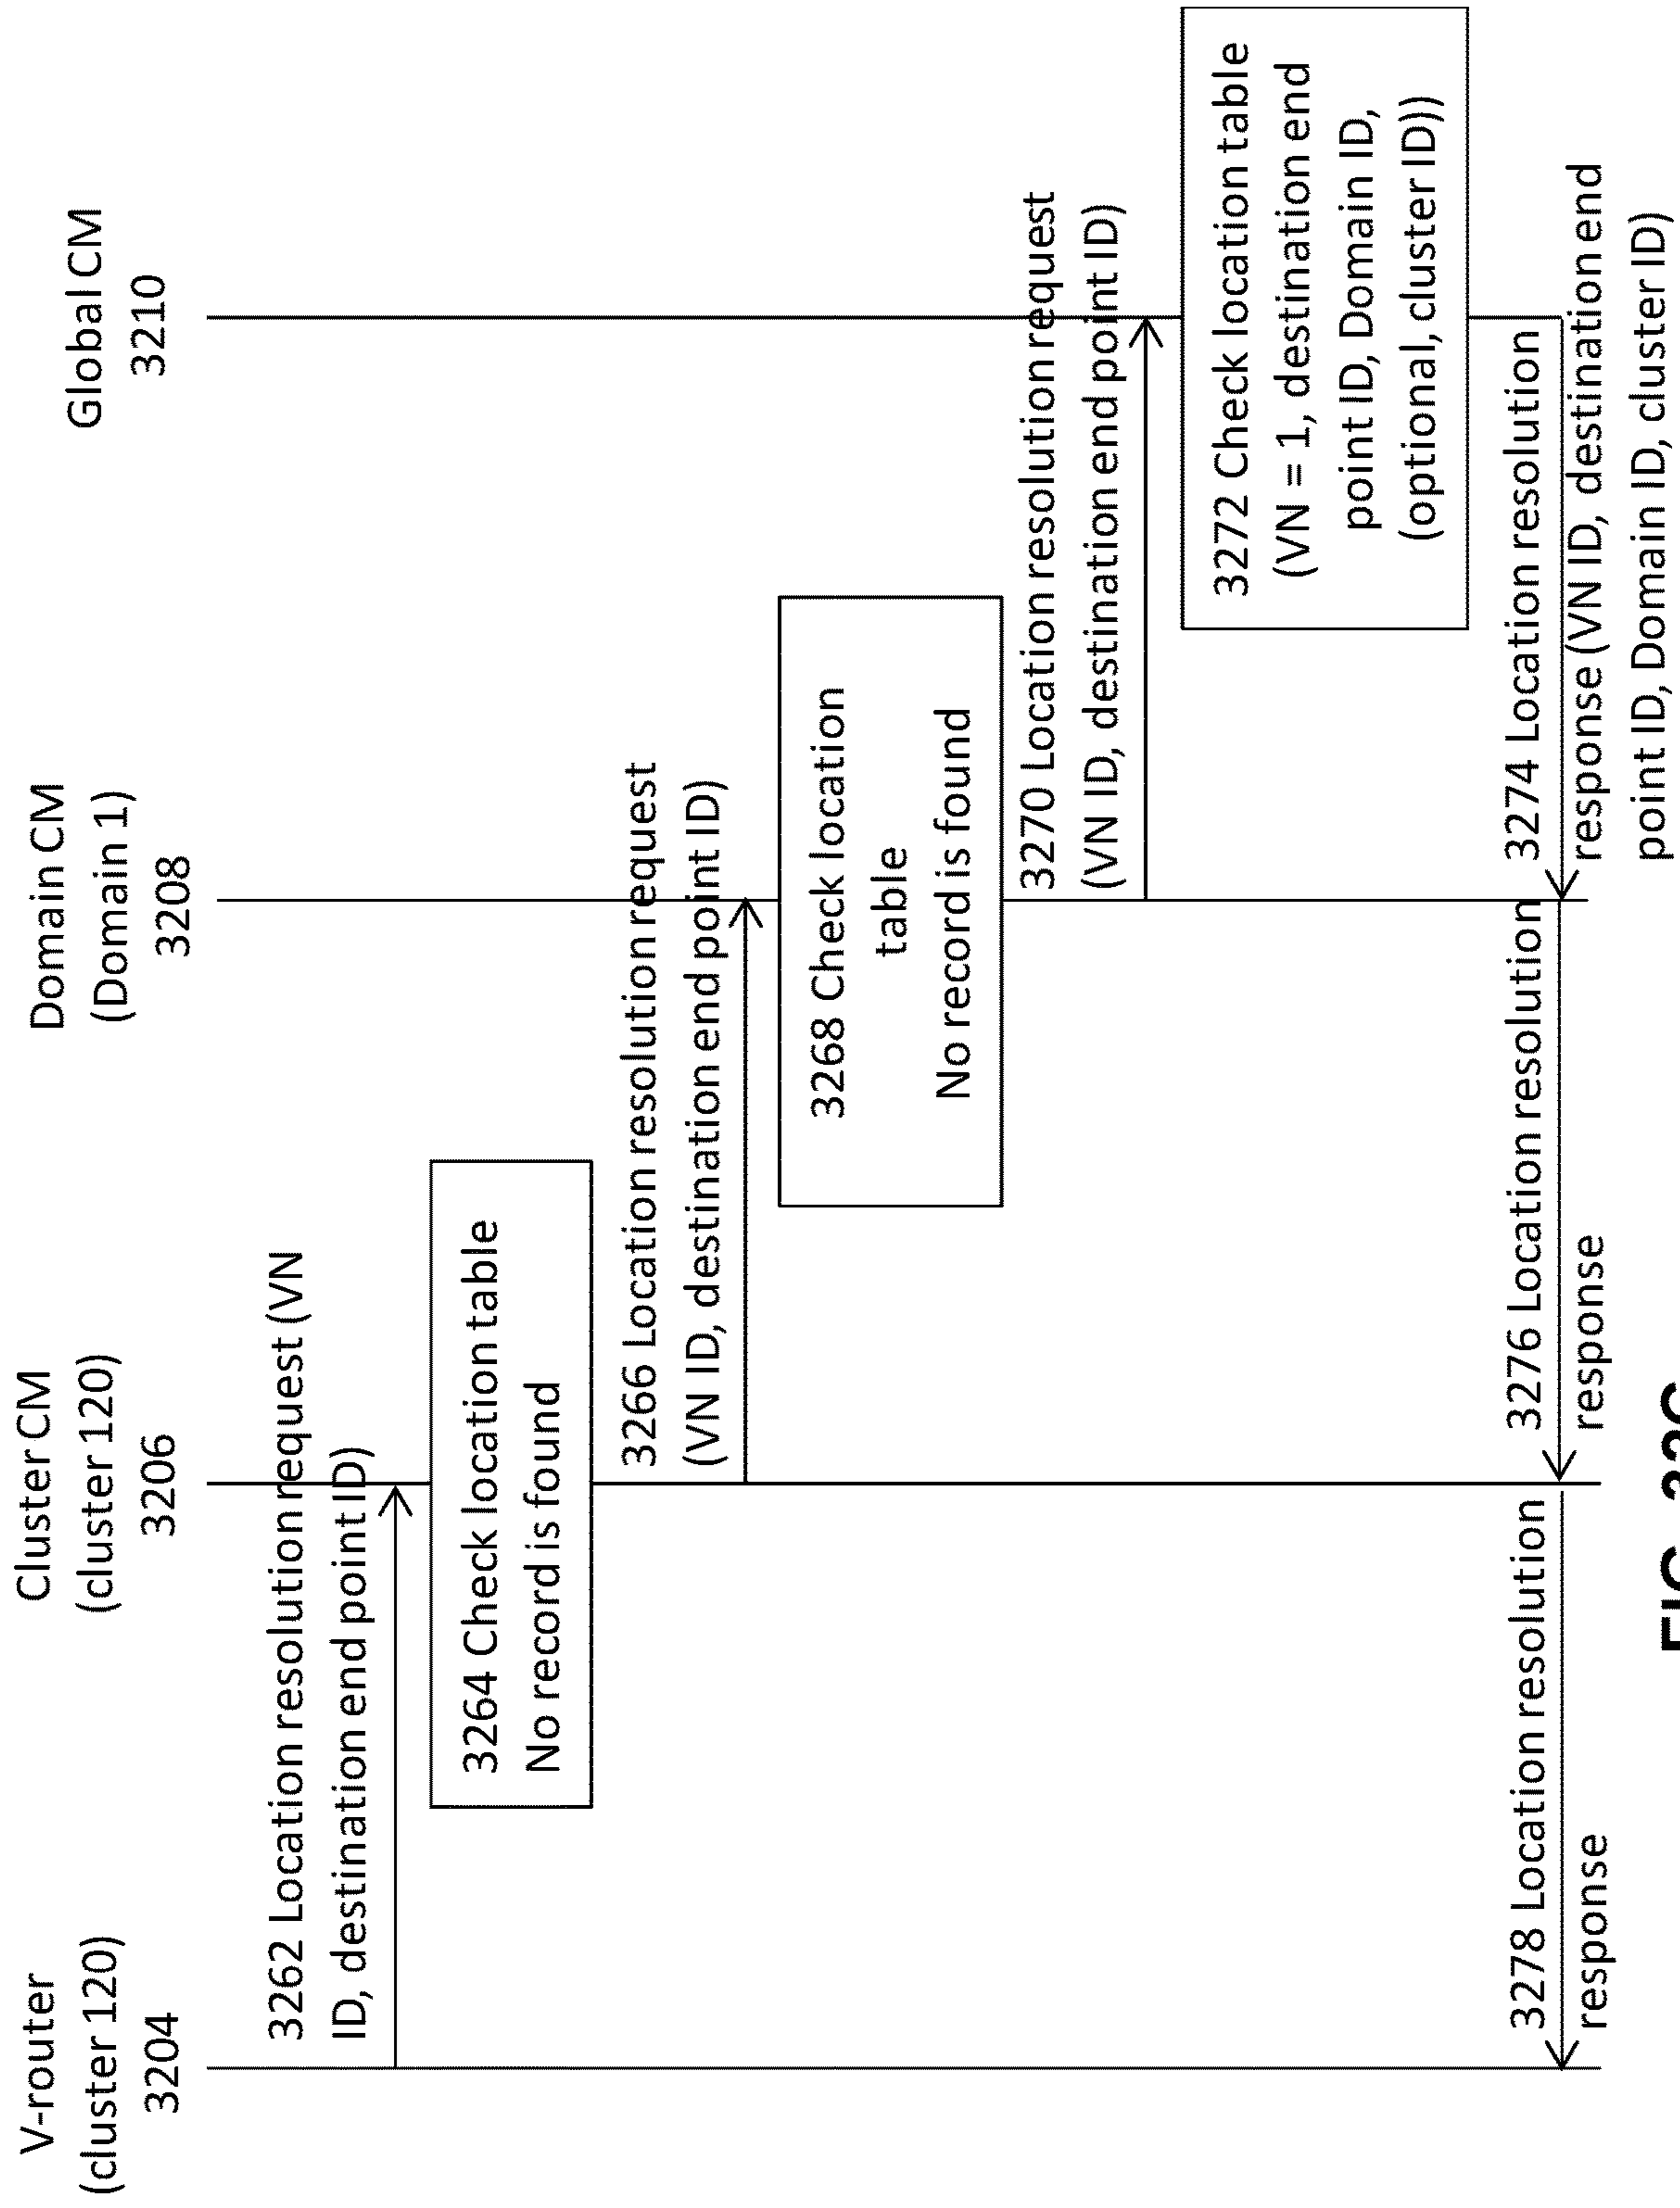 V-router
(cluster 120)
3204
Cluster CM
(cluster 120)
3206
Domain CM
(Domain 1)
3208
Global CM
3210
3262 Location resolution request (VN
ID, destination end point ID)
3264 Check location table
No record is found
3266 Location resolution request
(VN ID, destination end point ID)
3268 Check location
table
No record is found
3270 Location resolution request
(VN ID, destination end point ID)
3272 Check location table
(VN = 1, destination end
point ID, Domain ID,
(optional, cluster ID))
3274 Location resolution
response (VN ID, destination end
point ID, Domain ID, cluster ID)
3276 Location resolution
response
3278 Location resolution
response